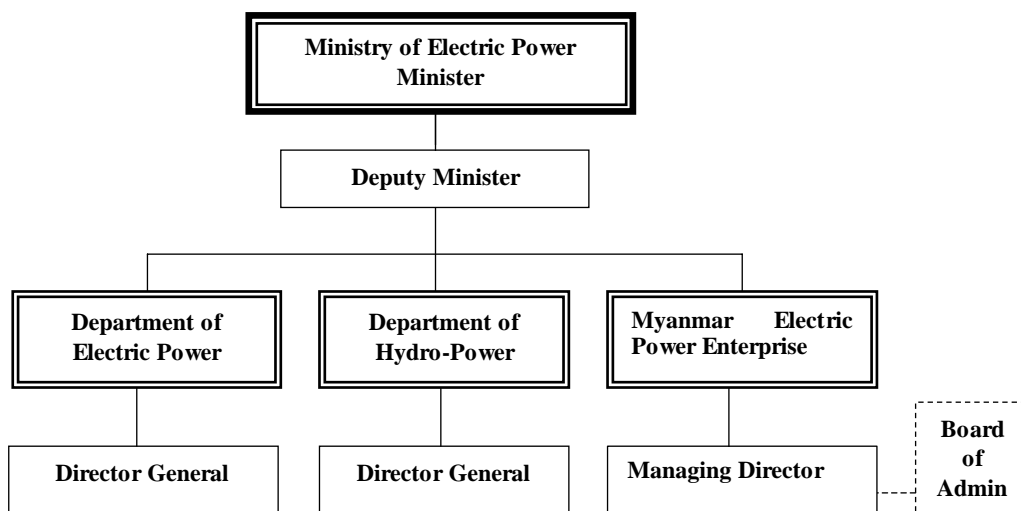 Ministry of Electric Power
Minister
Deputy Minister
Department of
Electric Power
Department of
Hydro-Power
Myanmar Electric
Power Enterprise
Director General
Director General
Managing Director
Board
of
Admin